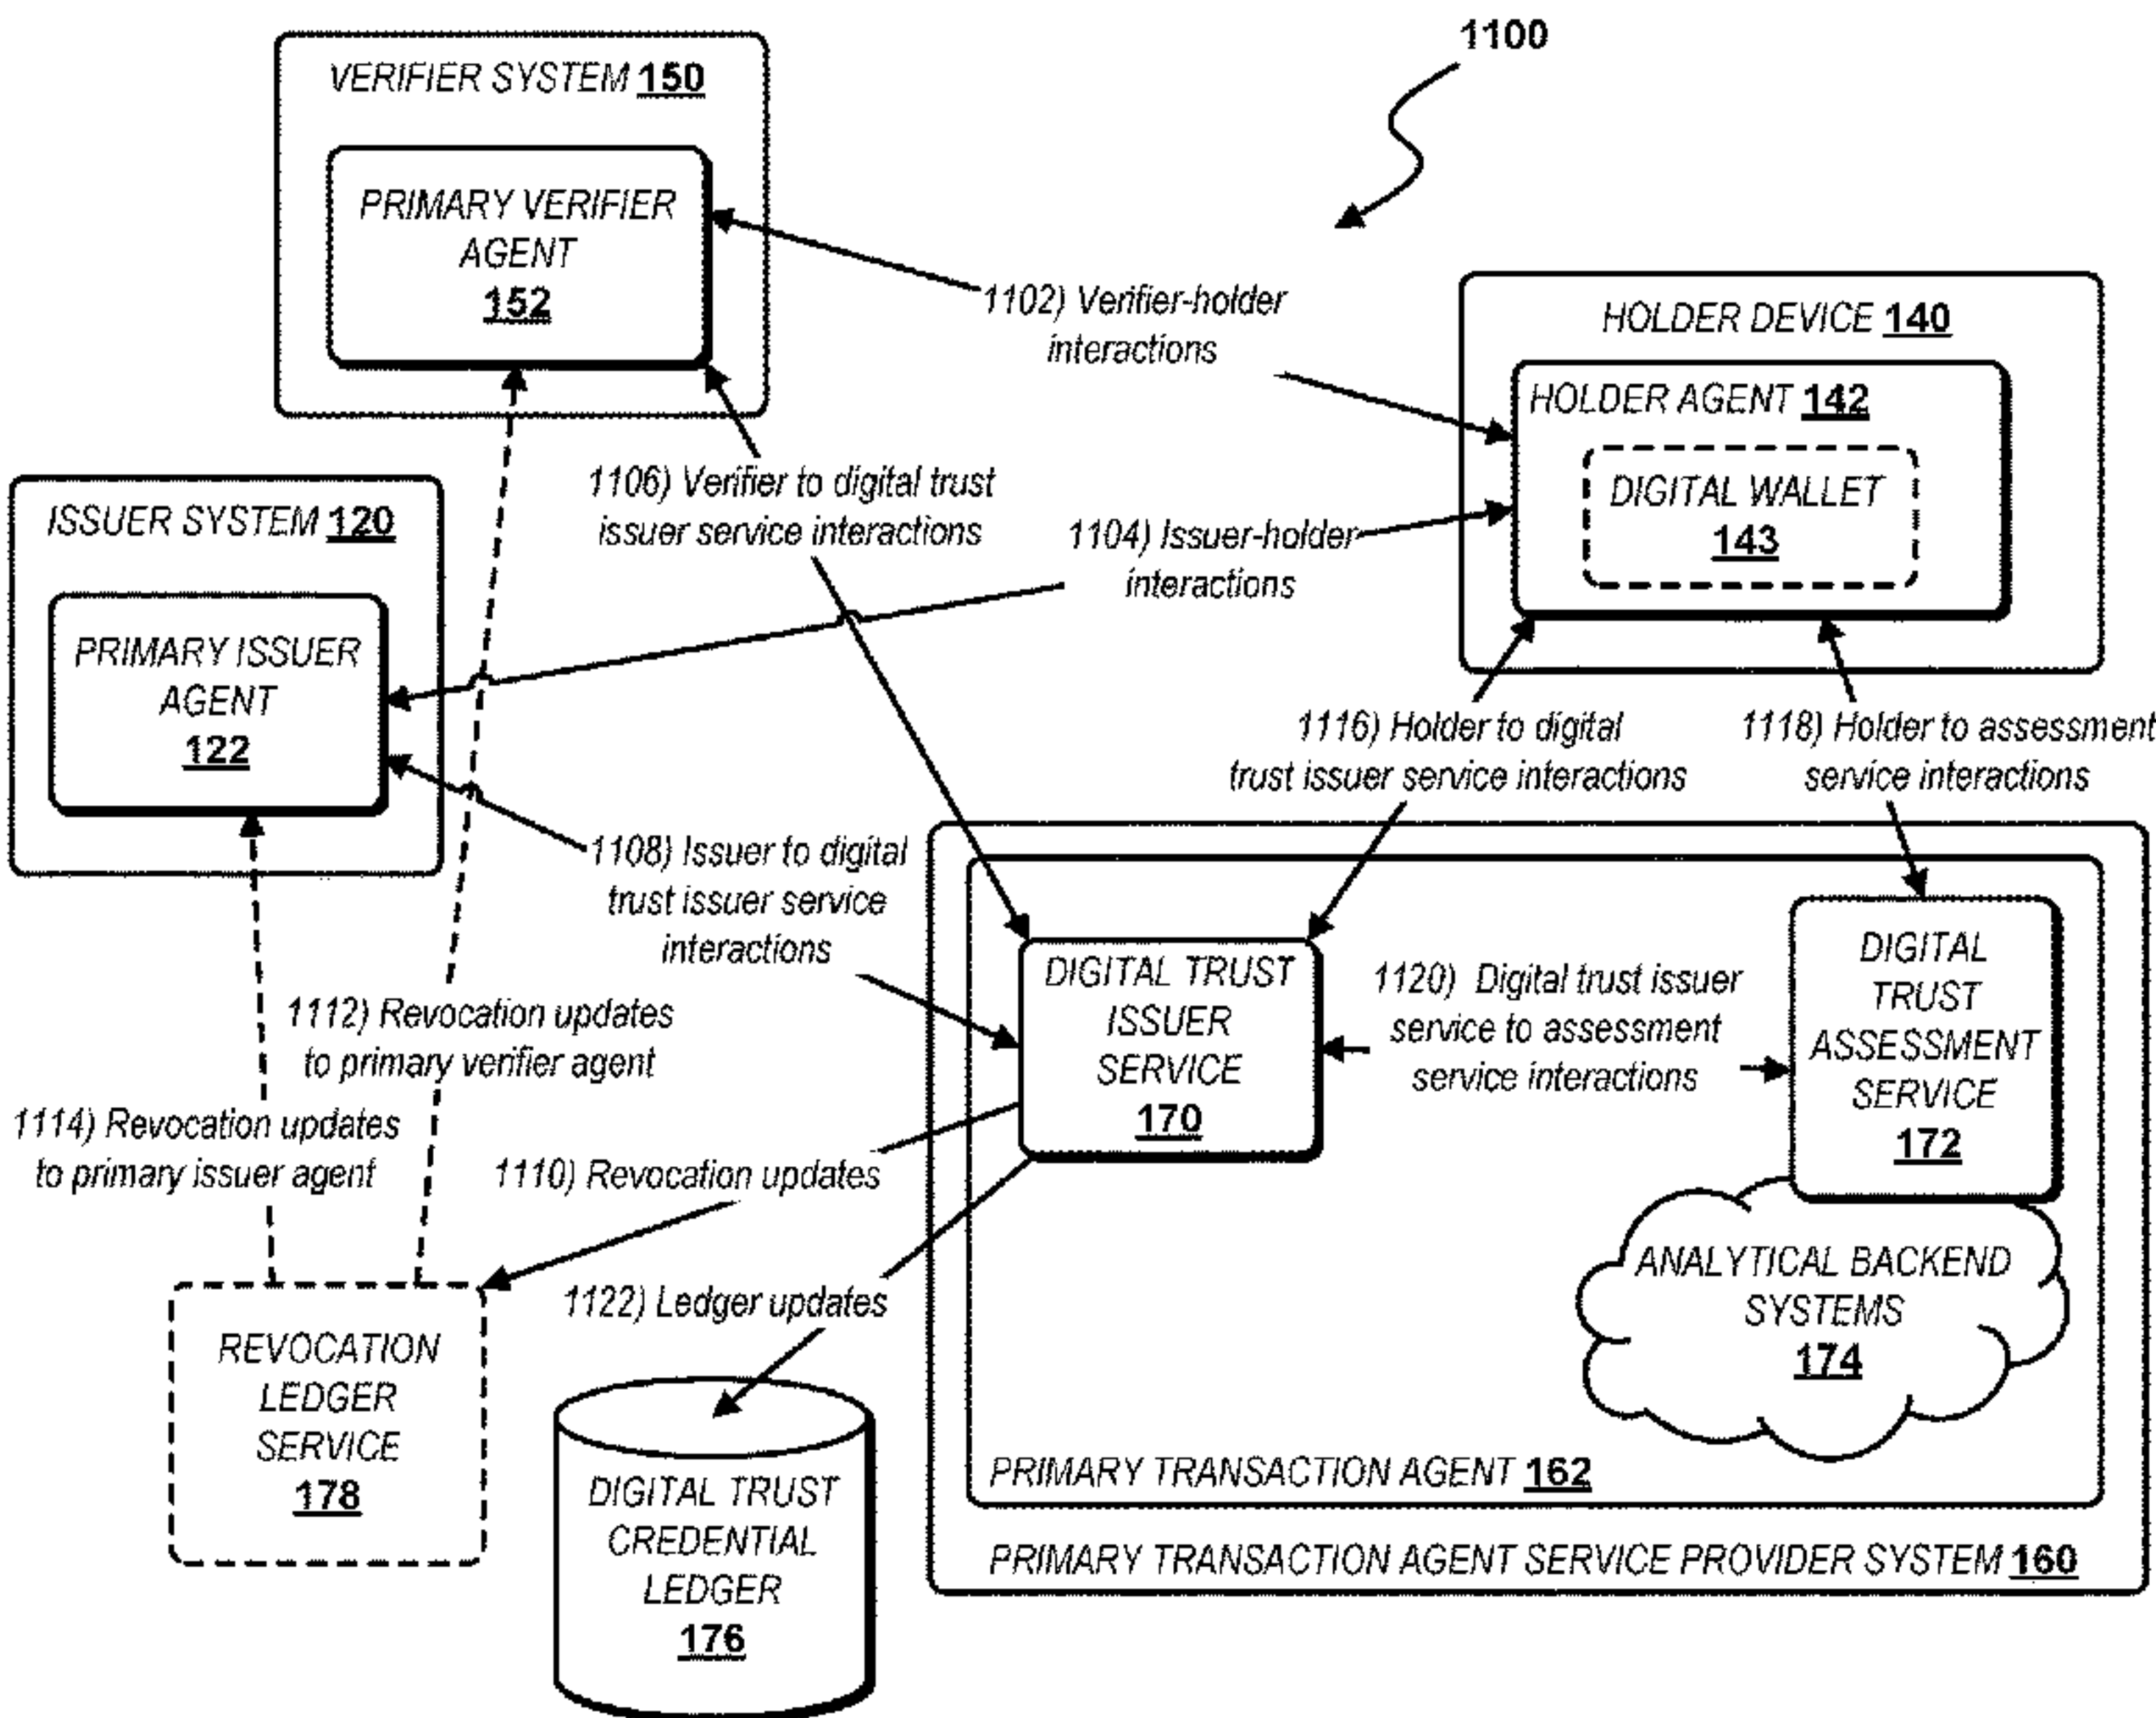 1100
VERIFIER SYSTEM 150
PRIMARY VERIFIER
AGENT
152
1102) Verifier-holder
interactions
HOLDER DEVICE 140
HOLDER AGENT 142
DIGITAL WALLET
143
1106) Verifier to digital trust
issuer service interactions
ISSUER SYSTEM 120
1104) Issuer-holder
interactions
PRIMARY ISSUER
AGENT
122
1116) Holder to digital
trust issuer service interactions
1118) Holder to assessment
service interactions
1108) Issuer to digital
trust issuer service
interactions
DIGITAL TRUST
ISSUER
SERVICE
170
1120) Digital trust issuer
service to assessment
service interactions
DIGITAL
TRUST
ASSESSMENT
SERVICE
172
1112) Revocation updates
to primary verifier agent
1114) Revocation updates
to primary issuer agent
1110) Revocation updates
1122) Ledger updates
ANALYTICAL BACKEND
SYSTEMS
174
REVOCATION
LEDGER
SERVICE
178
DIGITAL TRUST
CREDENTIAL
LEDGER
176
PRIMARY TRANSACTION AGENT 162
PRIMARY TRANSACTION AGENT SERVICE PROVIDER SYSTEM 160